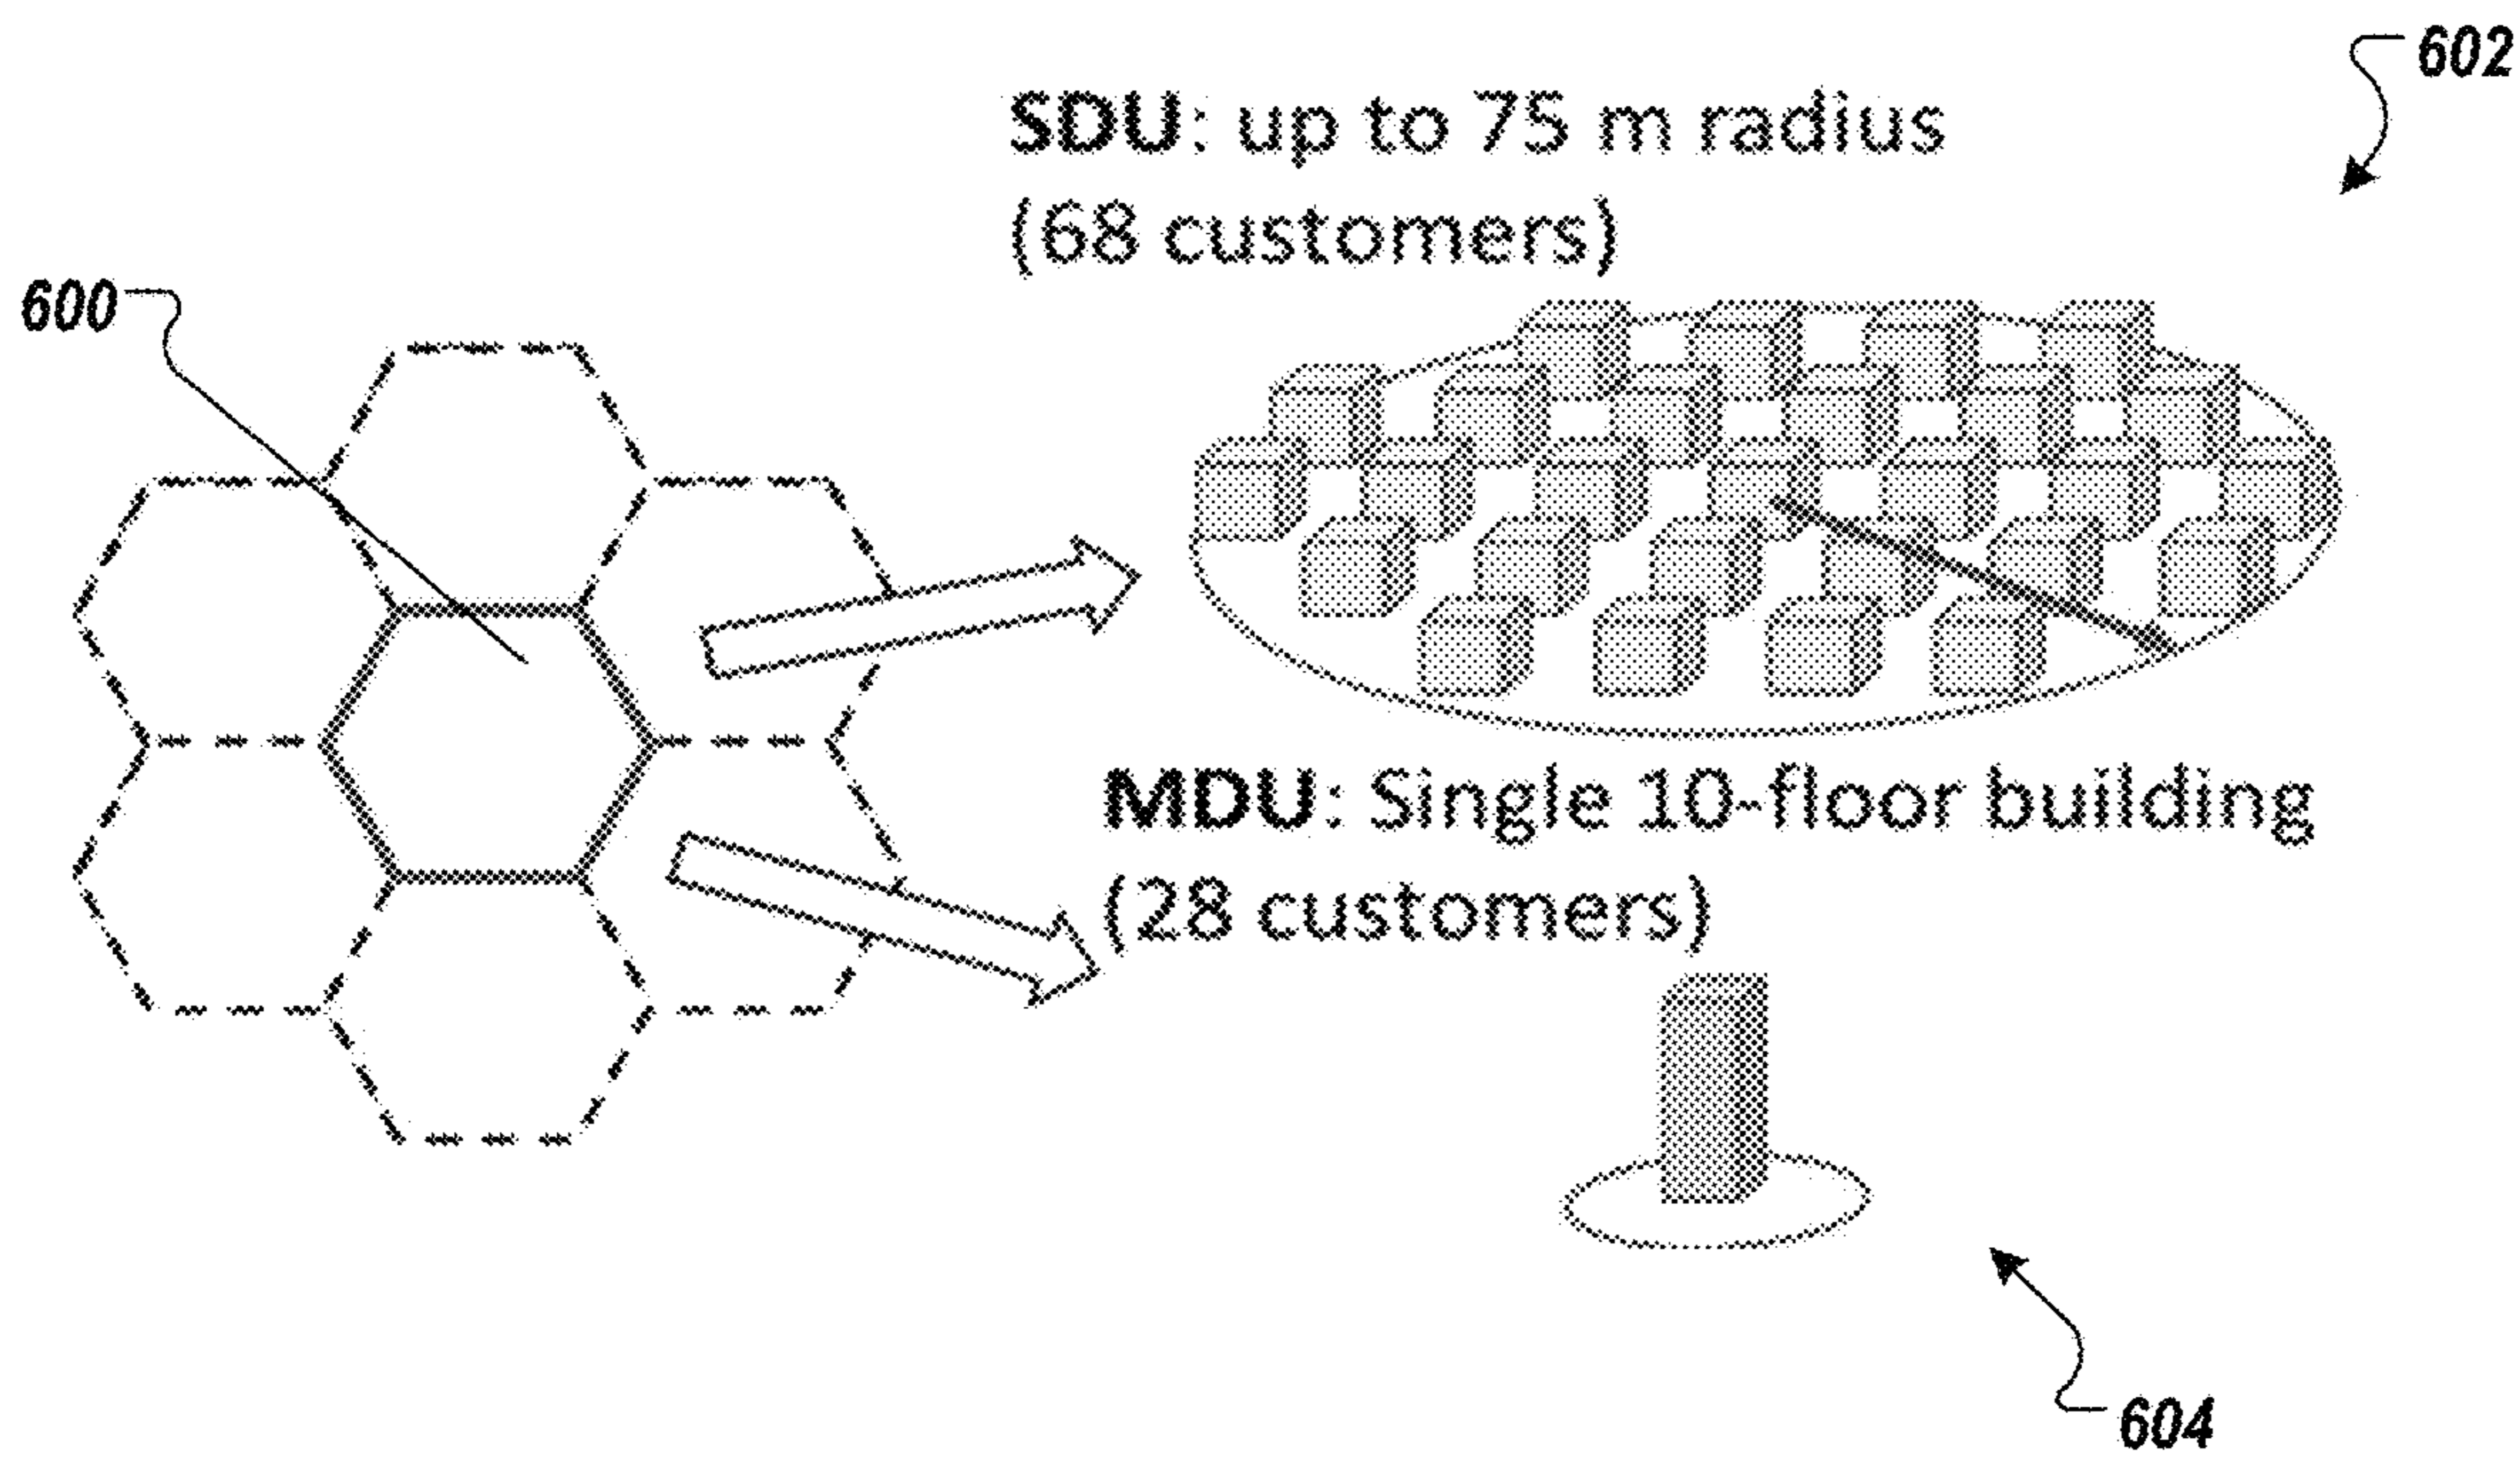 602
SDU: up to 75 m radius
(68 customers)
600
MDU: Single 10-floor building
(28 customers)
604